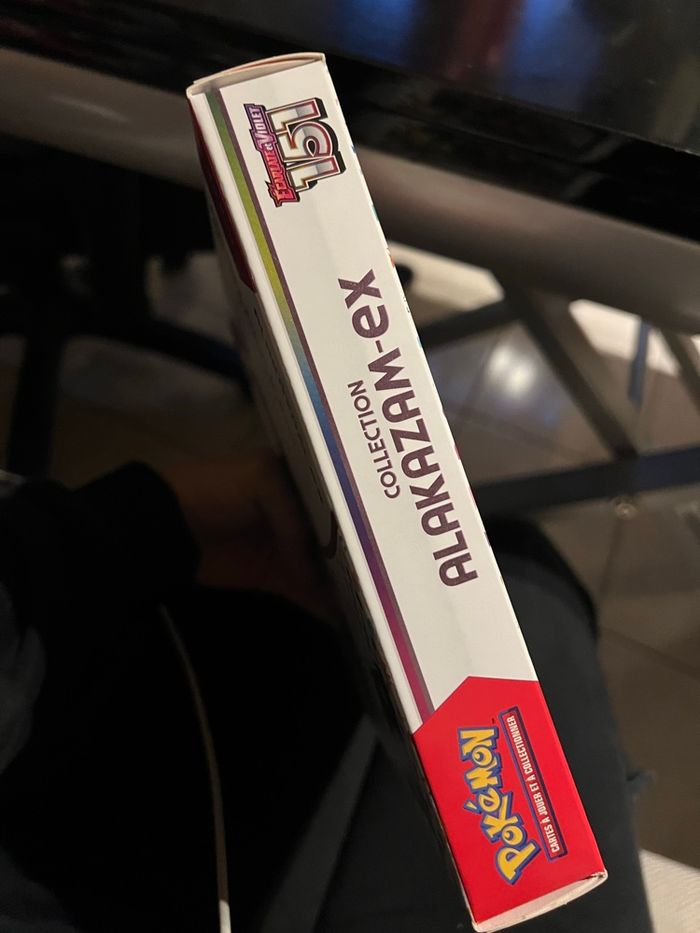 POKéMON
CARTES À JOUER ET À COLLECTIONNER
COLLECTION
ALAKAZAM-ex
ÉCARLATE ET VIOLET
151